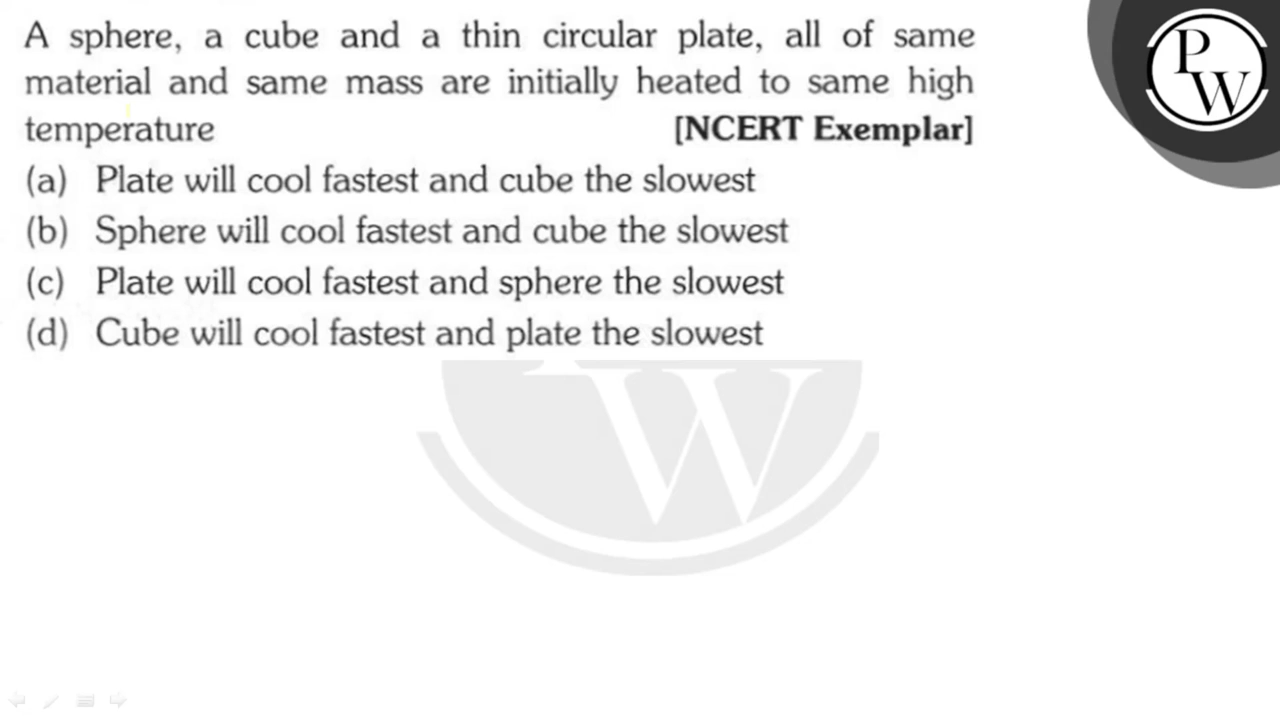 A sphere, a cube and a thin circular plate, all of same
material and same mass are initially heated to same high
temperature [NCERT Exemplar]
(a) Plate will cool fastest and cube the slowest
(b) Sphere will cool fastest and cube the slowest
(c) Plate will cool fastest and sphere the slowest
(d) Cube will cool fastest and plate the slowest
P
W
W